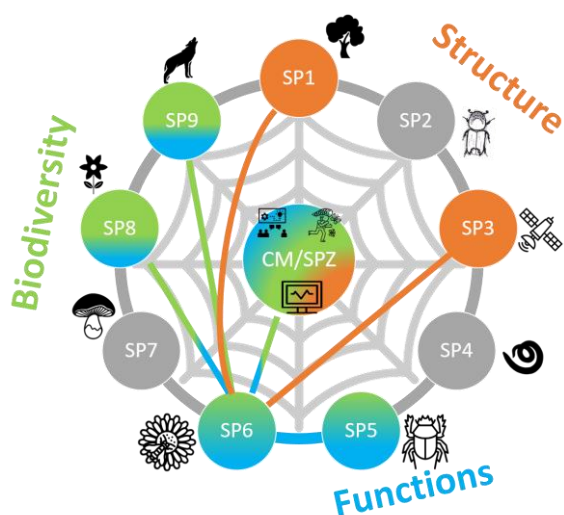 Structure
SP1
SP9
SP2
Biodiversity
SP8
SP3
CM/SPZ
SP7
SP4
SP6
SP5
Functions